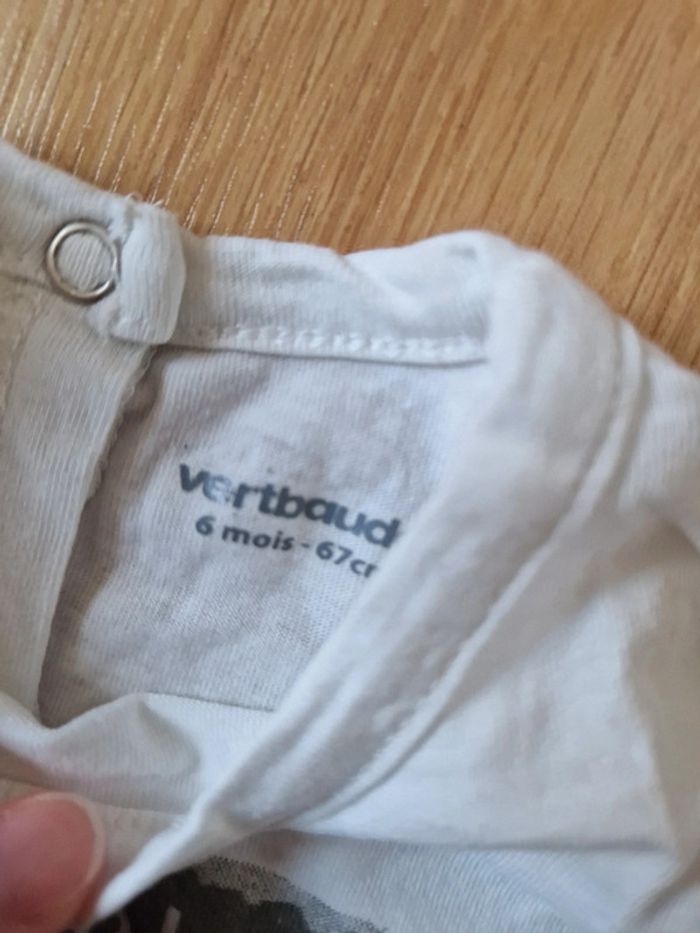 vertbaud
6 mois - 67c